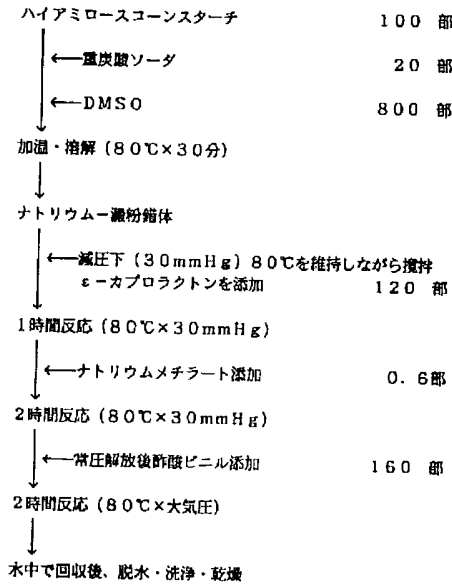 ハイアミロースコーンスターチ 100 部
←重炭酸ソーダ 20 部
←DMSO 800 部
加温・溶解(80℃×30分)
ナトリウムー澱粉錯体
←減圧下(30mmHg)80℃を維持しながら攪拌
ε-カプロラクトンを添加 120 部
1時間反応(80℃×30mmHg)
←ナトリウムメチラート添加 0.6部
2時間反応(80℃×30mmHg)
←常圧解放後酢酸ビニル添加 160 部
2時間反応(80℃×大気圧)
水中で回収後、脱水・洗浄・乾燥